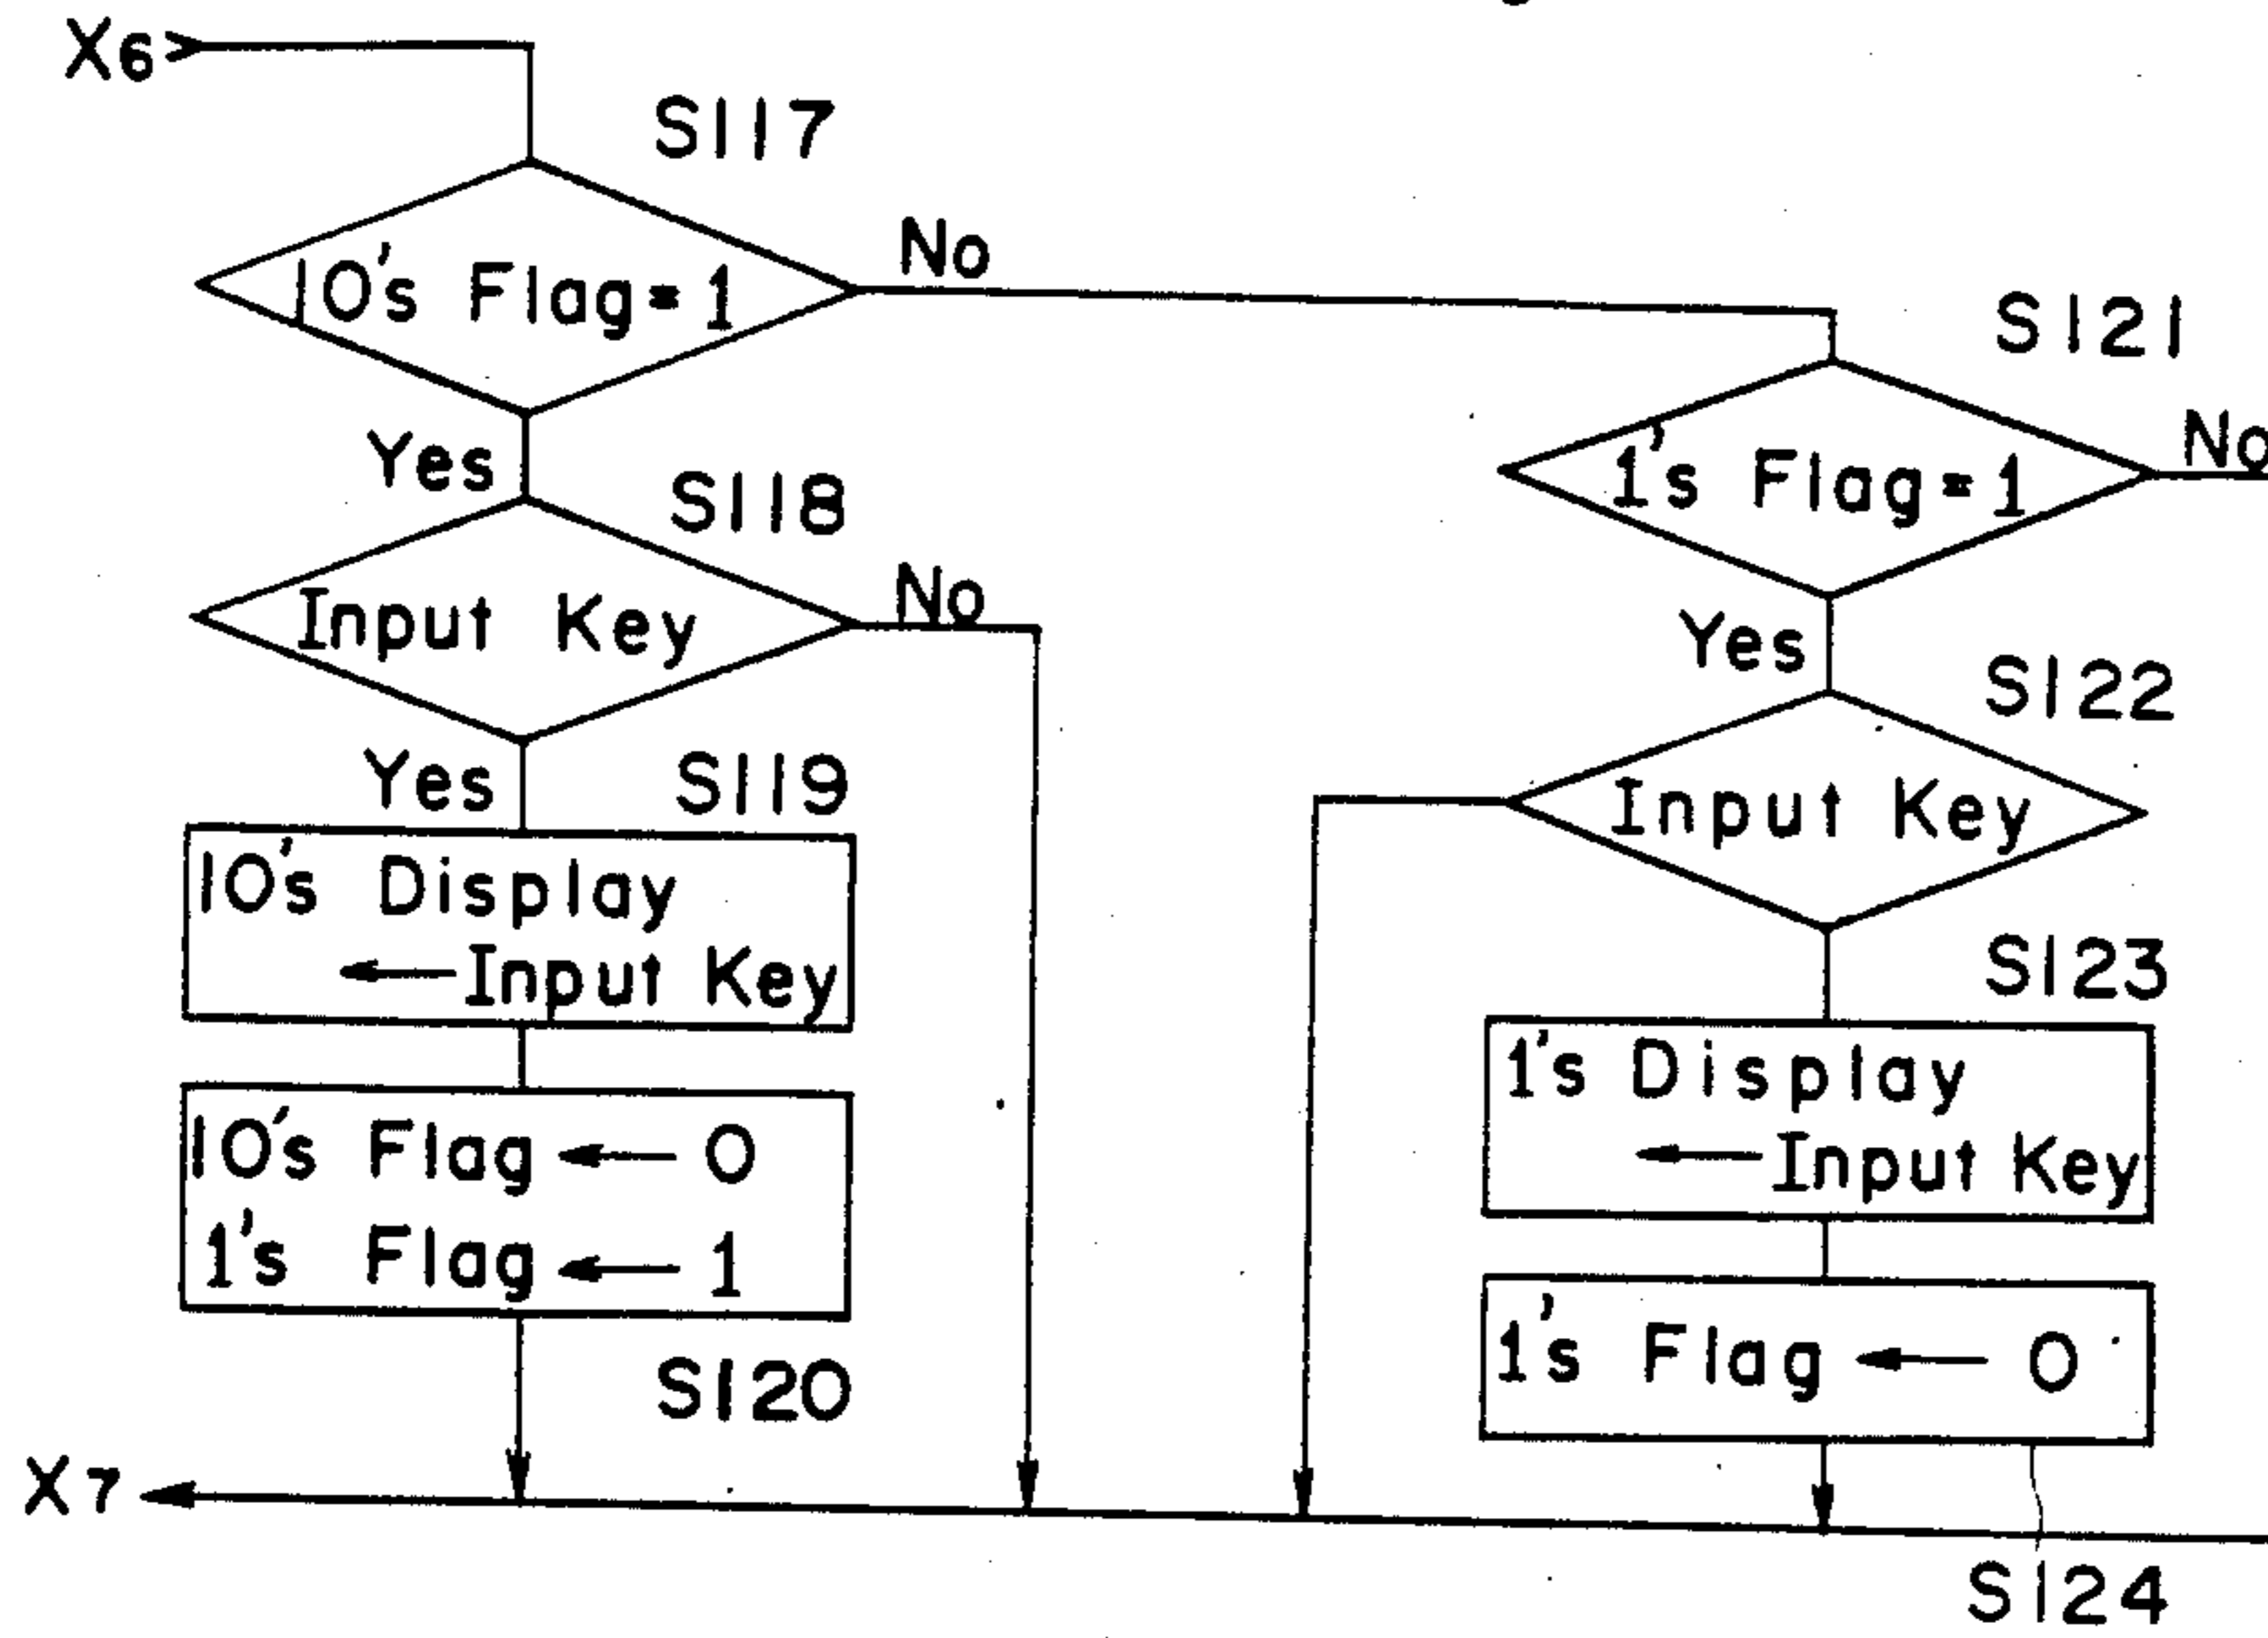 X6
S117
10's Flag=1
No
Yes
S118
Input Key
No
Yes
S119
10's Display
←Input Key
10's Flag ← 0
1's Flag ← 1
S120
X7
S121
1's Flag=1
No
Yes
S122
Input Key
S123
1's Display
←Input Key
1's Flag ← 0
S124